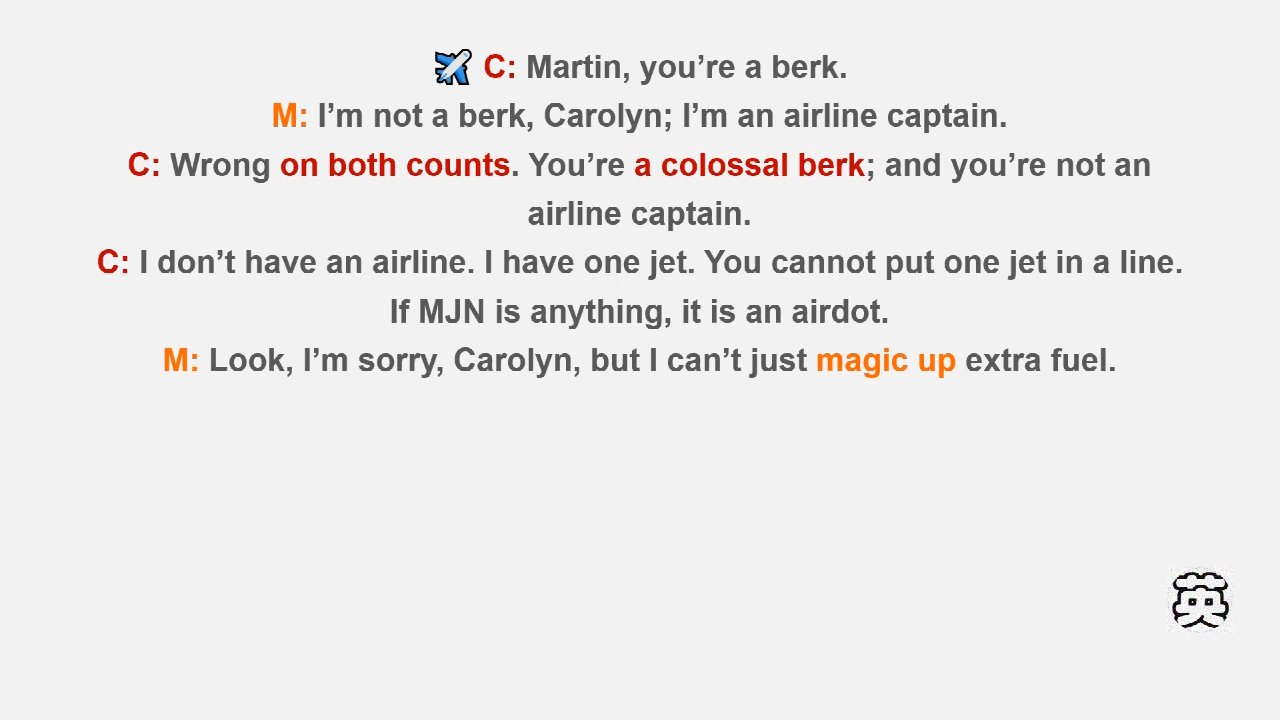 C: Martin, you’re a berk.
M: I’m not a berk, Carolyn; I’m an airline captain.
C: Wrong on both counts. You’re a colossal berk; and you’re not an
airline captain.
C: I don’t have an airline. I have one jet. You cannot put one jet in a line.
If MJN is anything, it is an airdot.
M: Look, I’m sorry, Carolyn, but I can’t just magic up extra fuel.
英